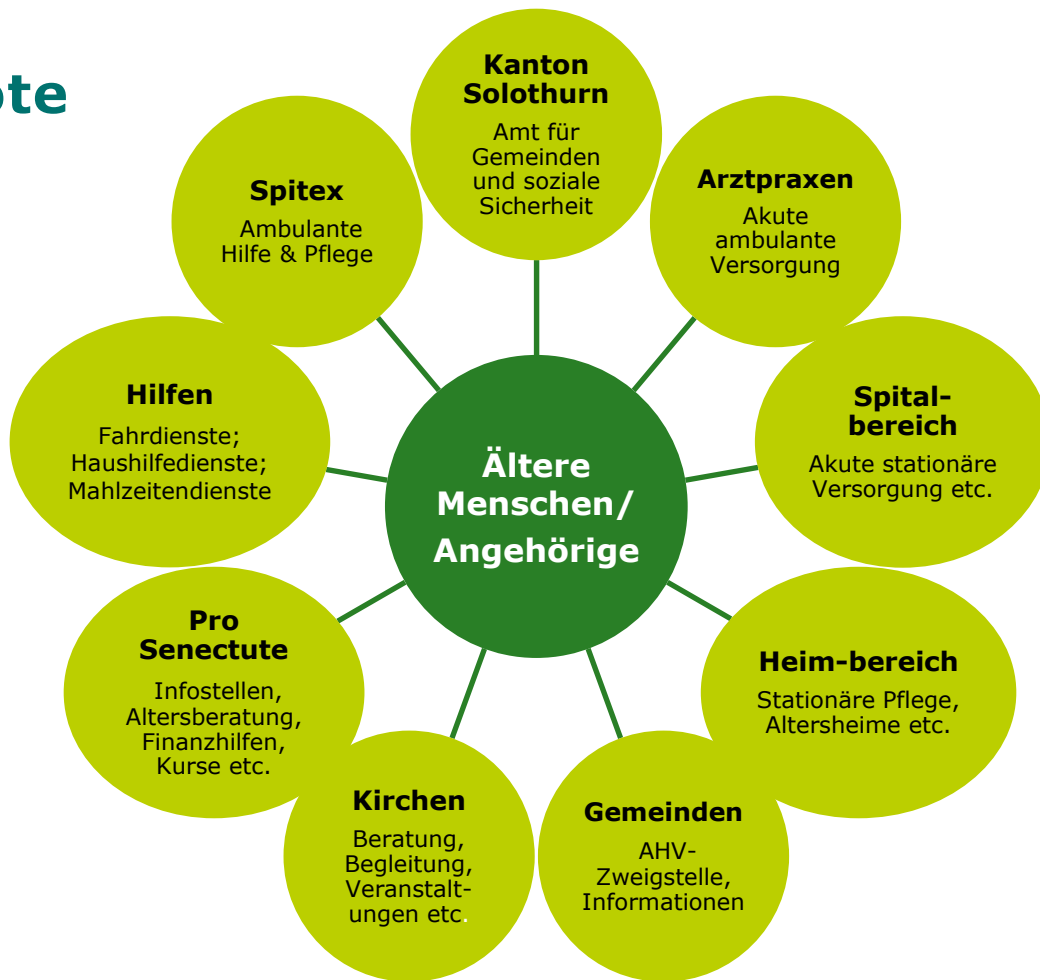 Kanton
Solothurn
Amt für
Gemeinden
und soziale
Sicherheit
Arztpraxen
Akute
ambulante
Versorgung
Spital-
bereich
Akute stationäre
Versorgung etc.
Heim-bereich
Stationäre Pflege,
Altersheime etc.
Gemeinden
AHV-
Zweigstelle,
Informationen
Kirchen
Beratung,
Begleitung,
Veranstalt-
ungen etc.
Pro
Senectute
Infostellen,
Altersberatung,
Finanzhilfen,
Kurse etc.
Hilfen
Fahrdienste;
Haushilfedienste;
Mahlzeitendienste
Spitex
Ambulante
Hilfe & Pflege
Ältere
Menschen/
Angehörige